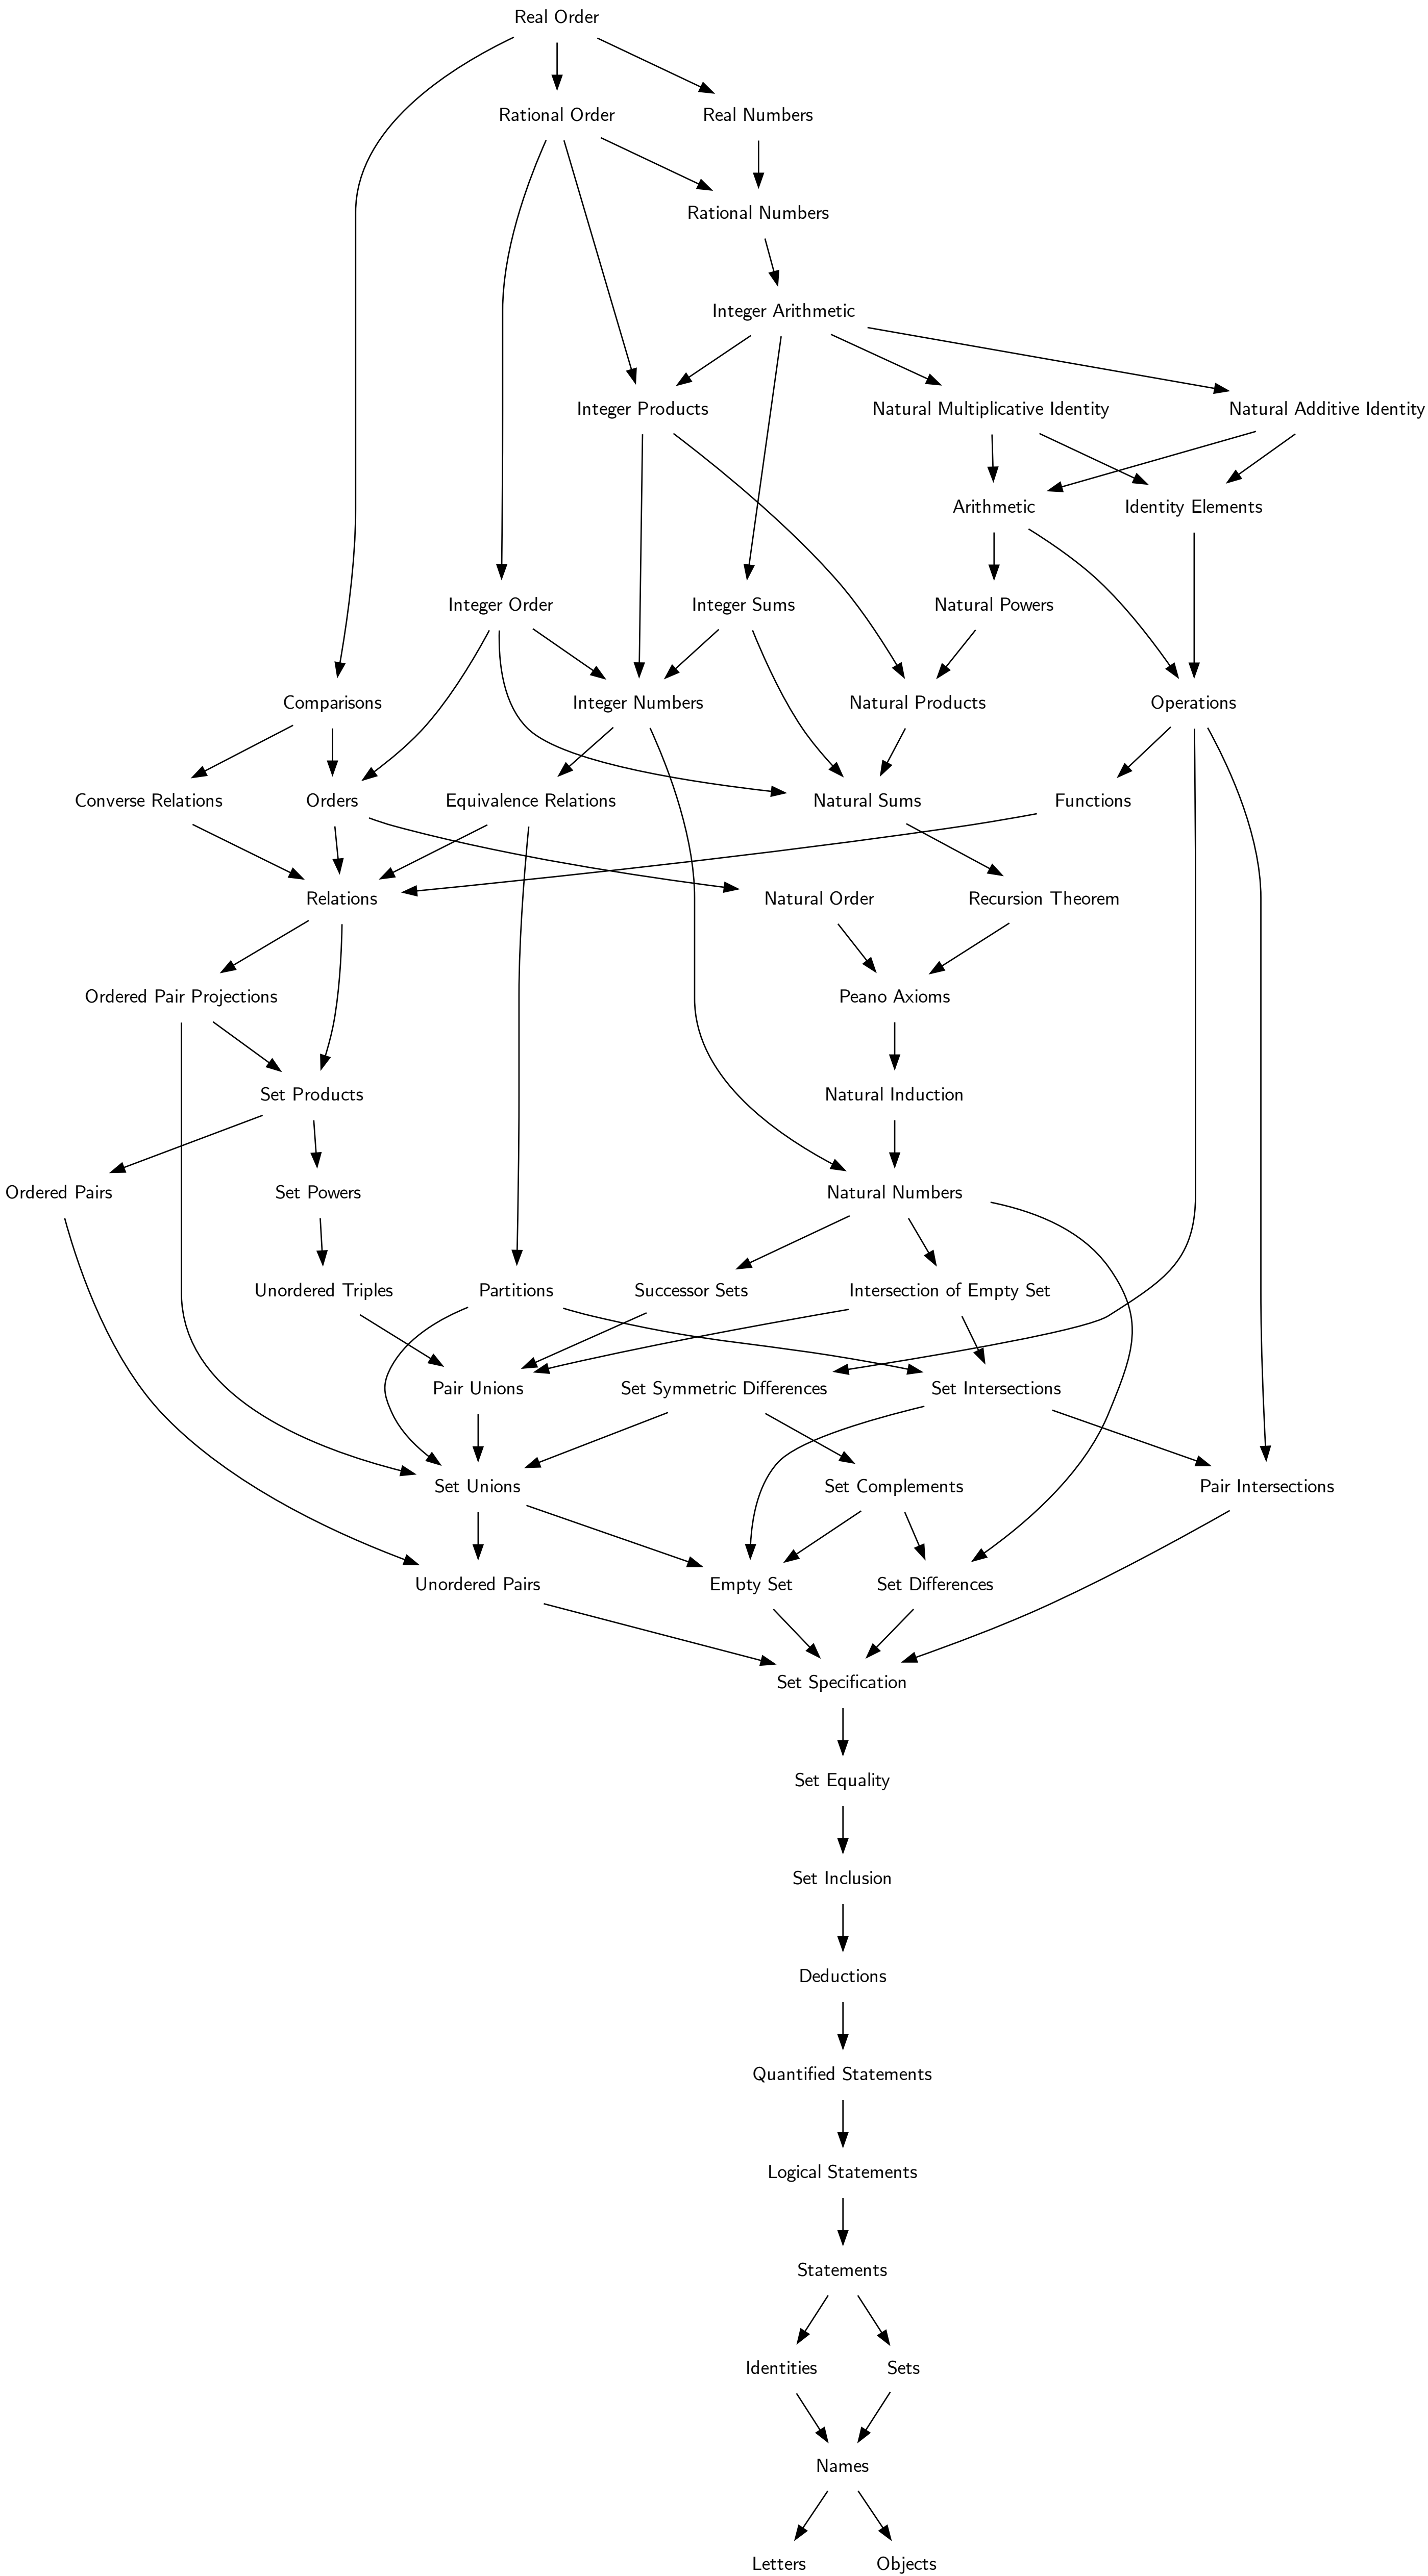 Real Order
Rational Order
Real Numbers
Rational Numbers
Integer Arithmetic
Integer Products
Natural Multiplicative Identity
Natural Additive Identity
Arithmetic
Identity Elements
Integer Order
Integer Sums
Natural Powers
Comparisons
Integer Numbers
Natural Products
Operations
Converse Relations
Orders
Equivalence Relations
Natural Sums
Functions
Relations
Natural Order
Recursion Theorem
Ordered Pair Projections
Peano Axioms
Set Products
Natural Induction
Ordered Pairs
Set Powers
Natural Numbers
Unordered Triples
Partitions
Successor Sets
Intersection of Empty Set
Pair Unions
Set Symmetric Differences
Set Intersections
Set Unions
Set Complements
Pair Intersections
Unordered Pairs
Empty Set
Set Differences
Set Specification
Set Equality
Set Inclusion
Deductions
Quantified Statements
Logical Statements
Statements
Identities
Sets
Names
Letters
Objects